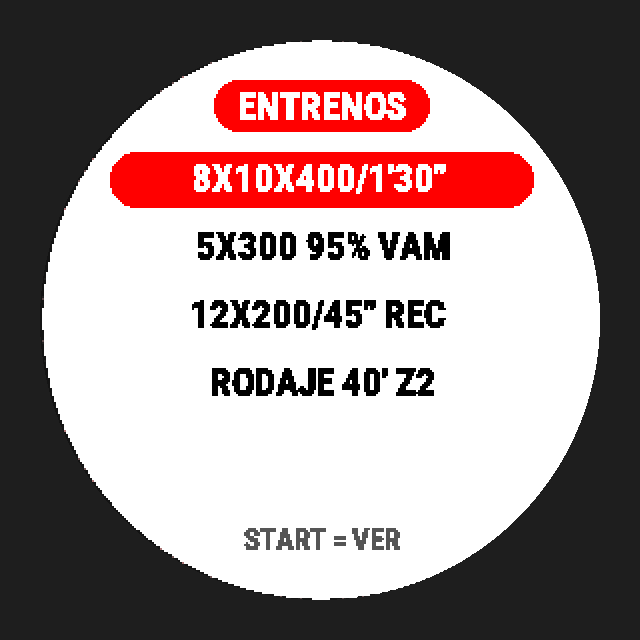 ENTRENOS
8X10X400/1'30"
5X300 95% VAM
12X200/45" REC
RODAJE 40' Z2
START = VER